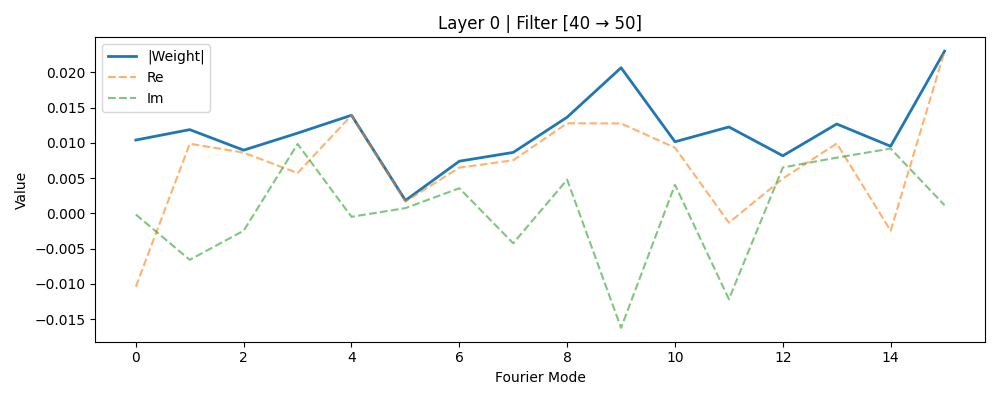 Layer 0 | Filter [40 → 50]
|Weight|
Re
Im
0.020
0.015
0.010
0.005
0.000
−0.005
−0.010
−0.015
Value
0 2 4 6 8 10 12 14
Fourier Mode